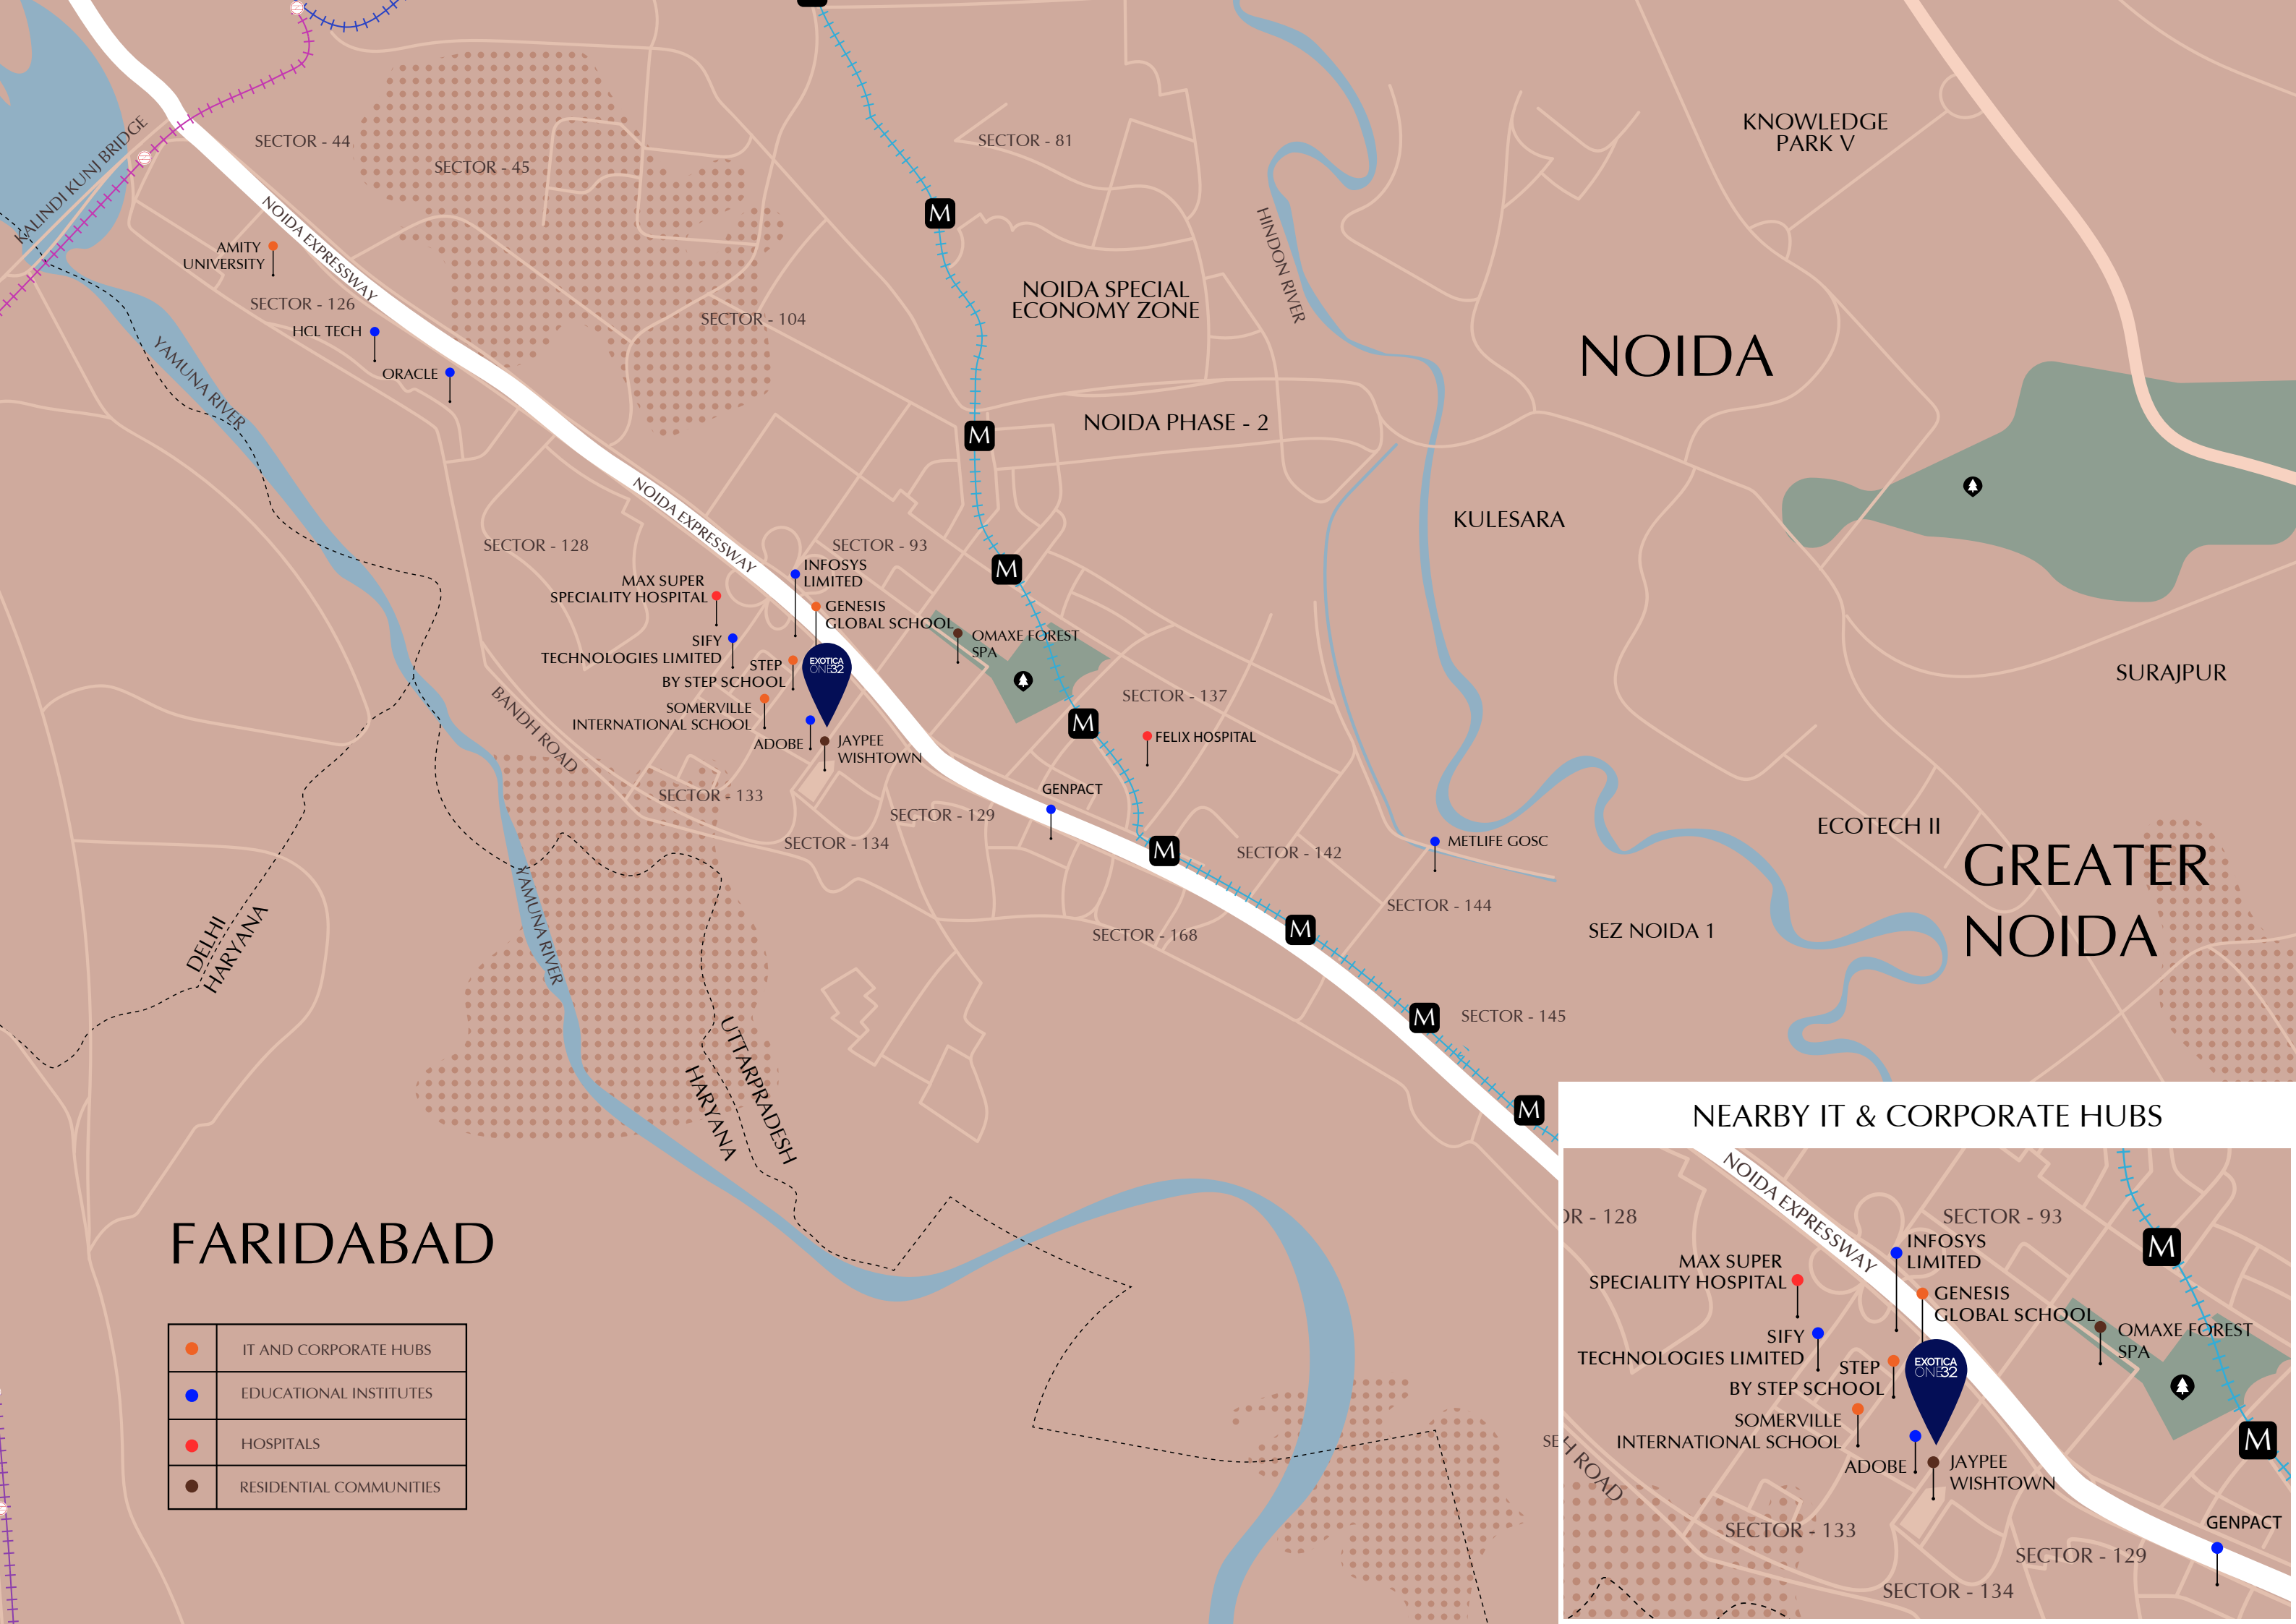 KALINDI KUNJ BRIDGE
SECTOR - 44
SECTOR - 45
SECTOR - 81
KNOWLEDGE
PARK V
NOIDA EXPRESSWAY
AMITY
UNIVERSITY
SECTOR - 126
HCL TECH
ORACLE
YAMUNA RIVER
SECTOR - 104
M
NOIDA SPECIAL
ECONOMY ZONE
HINDON RIVER
NOIDA
M
NOIDA PHASE - 2
KULESARA
NOIDA EXPRESSWAY
SECTOR - 128
SECTOR - 93
INFOSYS
LIMITED
M
MAX SUPER
SPECIALITY HOSPITAL
GENESIS
GLOBAL SCHOOL
SIFY
TECHNOLOGIES LIMITED
STEP
BY STEP SCHOOL
EXOTICA
ONE32
OMAXE FOREST
SPA
SOMERVILLE
INTERNATIONAL SCHOOL
ADOBE
JAYPEE
WISHTOWN
SECTOR - 137
M
FELIX HOSPITAL
SURAJPUR
BANDH ROAD
SECTOR - 133
GENPACT
SECTOR - 129
SECTOR - 134
M
SECTOR - 142
METLIFE GOSC
ECOTECH II
GREATER
NOIDA
SECTOR - 144
SECTOR - 168
M
SEZ NOIDA 1
YAMUNA RIVER
DELHI
HARYANA
M
SECTOR - 145
UTTARPRADESH
HARYANA
M
FARIDABAD
IT AND CORPORATE HUBS
EDUCATIONAL INSTITUTES
HOSPITALS
RESIDENTIAL COMMUNITIES
NEARBY IT & CORPORATE HUBS
NOIDA EXPRESSWAY
OR - 128
SECTOR - 93
INFOSYS
LIMITED
M
MAX SUPER
SPECIALITY HOSPITAL
GENESIS
GLOBAL SCHOOL
SIFY
TECHNOLOGIES LIMITED
STEP
BY STEP SCHOOL
EXOTICA
ONE32
OMAXE FOREST
SPA
SOMERVILLE
INTERNATIONAL SCHOOL
ADOBE
JAYPEE
WISHTOWN
M
SE
H ROAD
SECTOR - 133
GENPACT
SECTOR - 129
SECTOR - 134